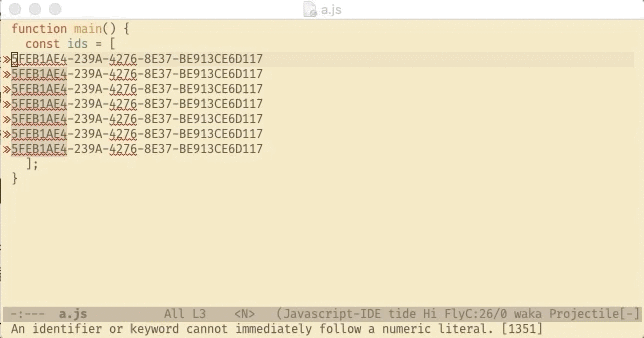 a.js
function main() {
  const ids = [
5FEB1AE4-239A-4276-8E37-BE913CE6D117
5FEB1AE4-239A-4276-8E37-BE913CE6D117
5FEB1AE4-239A-4276-8E37-BE913CE6D117
5FEB1AE4-239A-4276-8E37-BE913CE6D117
5FEB1AE4-239A-4276-8E37-BE913CE6D117
5FEB1AE4-239A-4276-8E37-BE913CE6D117
5FEB1AE4-239A-4276-8E37-BE913CE6D117
  ];
}
-:---  a.js  All L3  <N>  (Javascript-IDE tide Hi FlyC:26/0 waka Projectile[-]
An identifier or keyword cannot immediately follow a numeric literal. [1351]